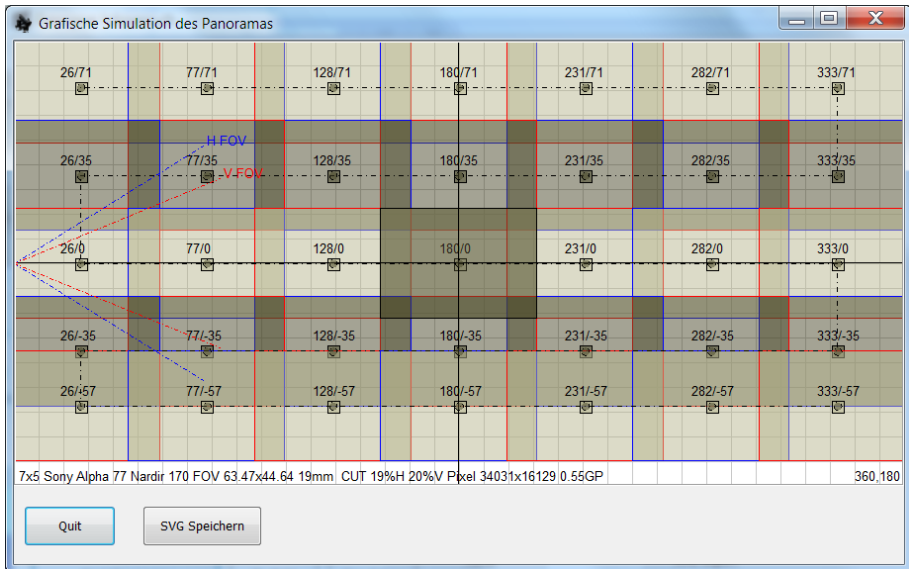 Grafische Simulation des Panoramas
26/71 77/71 128/71 180/71 231/71 282/71 333/71
H FOV
26/35 77/35 128/35 180/35 231/35 282/35 333/35
V FOV
26/0 77/0 128/0 180/0 231/0 282/0 333/0
26/-35 77/-35 128/-35 180/-35 231/-35 282/-35 333/-35
26/-57 77/-57 128/-57 180/-57 231/-57 282/-57 333/-57
7x5 Sony Alpha 77 Nardir 170 FOV 63.47x44.64 19mm CUT 19%H 20%V Pixel 34031x16129 0.55GP 360,180
Quit SVG Speichern